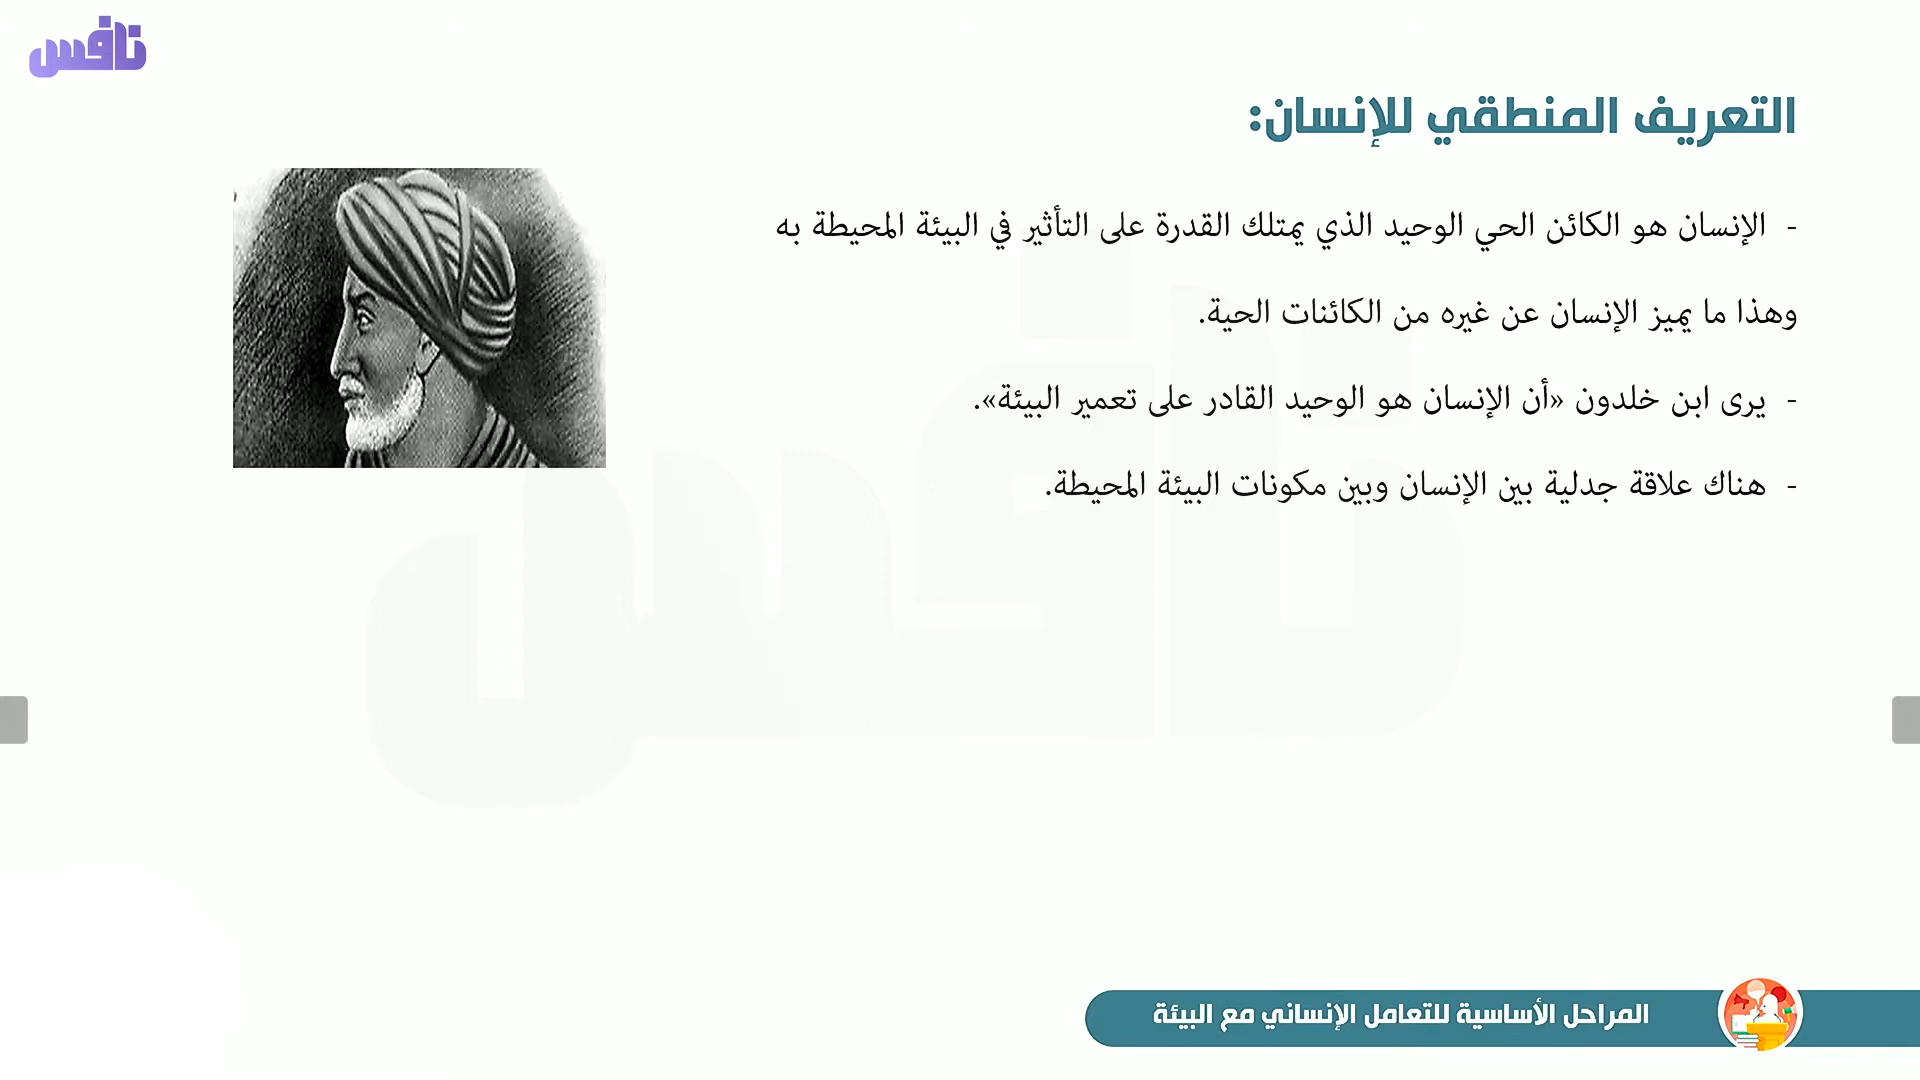 نافس
التعريف المنطقي للإنسان:
- الإنسان هو الكائن الحي الوحيد الذي يمتلك القدرة على التأثير في البيئة المحيطة به
وهذا ما يميز الإنسان عن غيره من الكائنات الحية.
- يرى ابن خلدون «أن الإنسان هو الوحيد القادر على تعمير البيئة».
- هناك علاقة جدلية بين الإنسان وبين مكونات البيئة المحيطة.
المراحل الأساسية للتعامل الإنساني مع البيئة